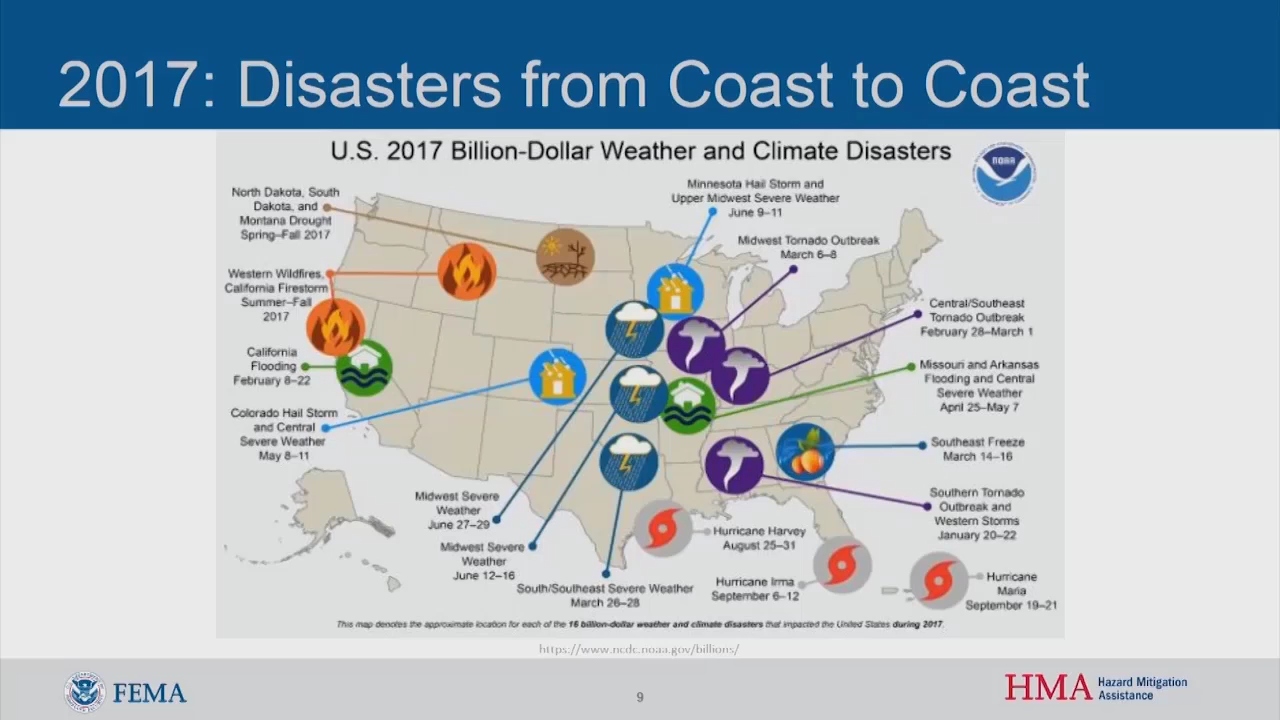 2017: Disasters from Coast to Coast
U.S. 2017 Billion-Dollar Weather and Climate Disasters
NOAA
North Dakota, South
Dakota, and
Montana Drought
Spring–Fall 2017
Minnesota Hail Storm and
Upper Midwest Severe Weather
June 9–11
Midwest Tornado Outbreak
March 6–8
Western Wildfires,
California Firestorm
Summer–Fall
2017
Central/Southeast
Tornado Outbreak
February 28–March 1
California
Flooding
February 8–22
Missouri and Arkansas
Flooding and Central
Severe Weather
April 25–May 7
Colorado Hail Storm
and Central
Severe Weather
May 8–11
Southeast Freeze
March 14–16
Midwest Severe
Weather
June 27–29
Southern Tornado
Outbreak and
Western Storms
January 20–22
Midwest Severe
Weather
June 12–16
Hurricane Harvey
August 25–31
South/Southeast Severe Weather
March 26–28
Hurricane Irma
September 6–12
Hurricane
Maria
September 19–21
This map denotes the approximate location for each of the 16 billion-dollar weather and climate disasters that impacted the United States during 2017.
https://www.ncdc.noaa.gov/billions/
FEMA
9
HMA Hazard Mitigation
Assistance